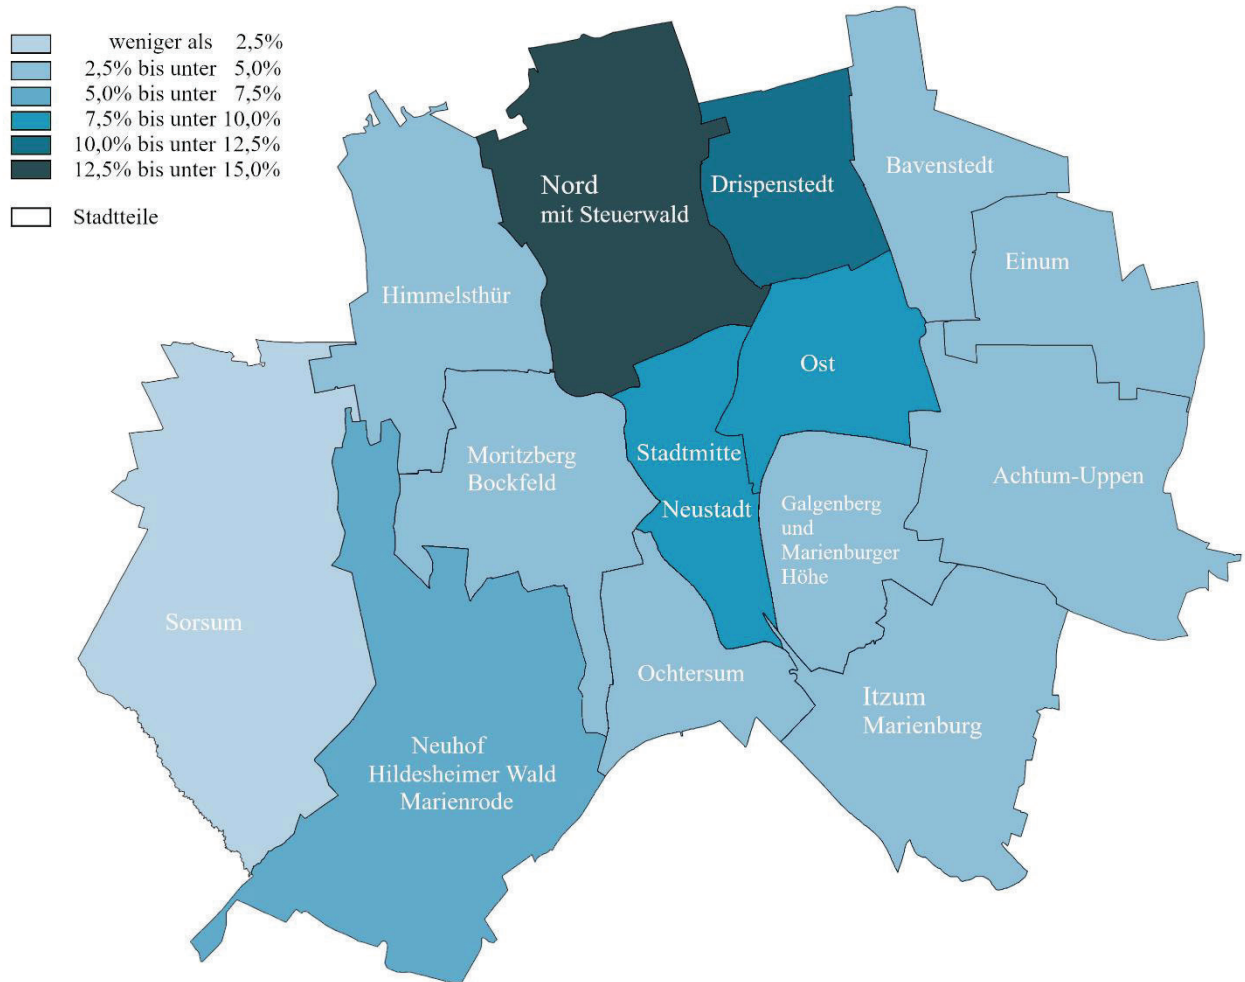 weniger als 2,5%
2,5% bis unter 5,0%
5,0% bis unter 7,5%
7,5% bis unter 10,0%
10,0% bis unter 12,5%
12,5% bis unter 15,0%
Stadtteile
Nord
mit Steuerwald
Drispenstedt
Bavenstedt
Einum
Himmelsthür
Ost
Moritzberg
Bockfeld
Stadtmitte
Neustadt
Galgenberg
und
Marienburger
Höhe
Achtum-Uppen
Sorsum
Ochtersum
Itzum
Marienburg
Neuhof
Hildesheimer Wald
Marienrode